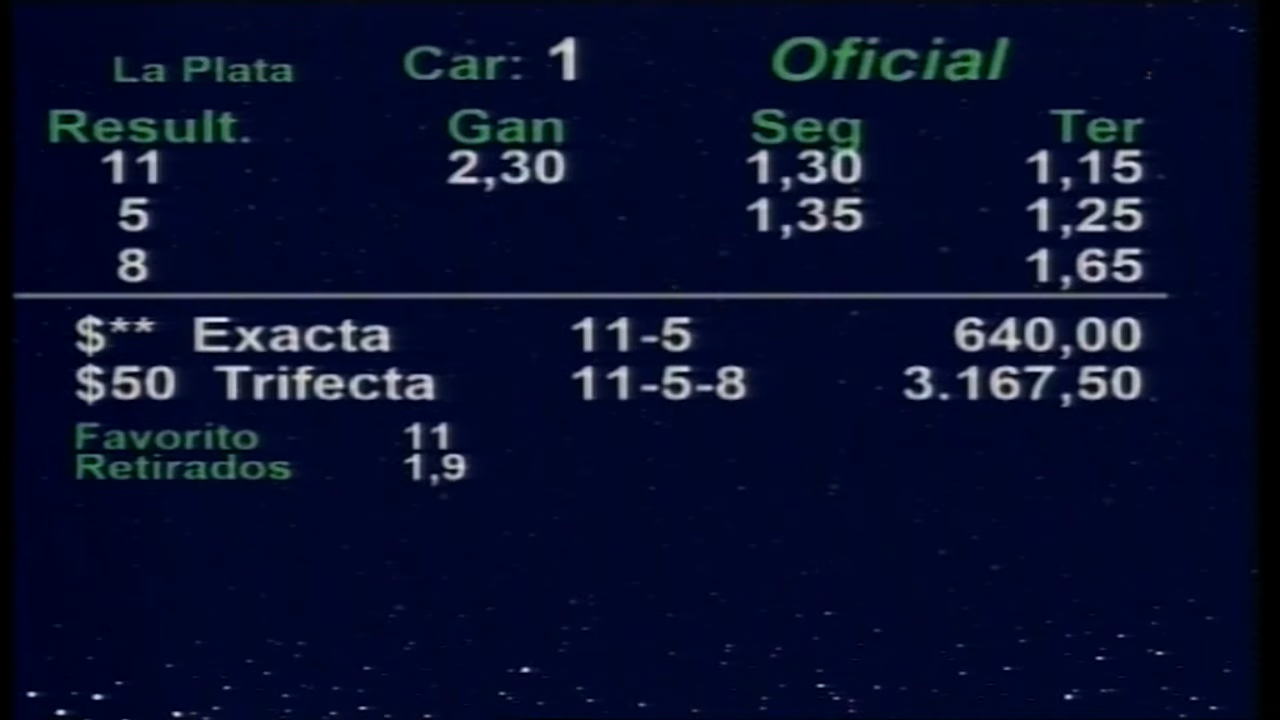 La Plata Car: 1 Oficial
Result. Gan Seg Ter
11 2,30 1,30 1,15
5 1,35 1,25
8 1,65
$** Exacta 11-5 640,00
$50 Trifecta 11-5-8 3.167,50
Favorito 11
Retirados 1,9